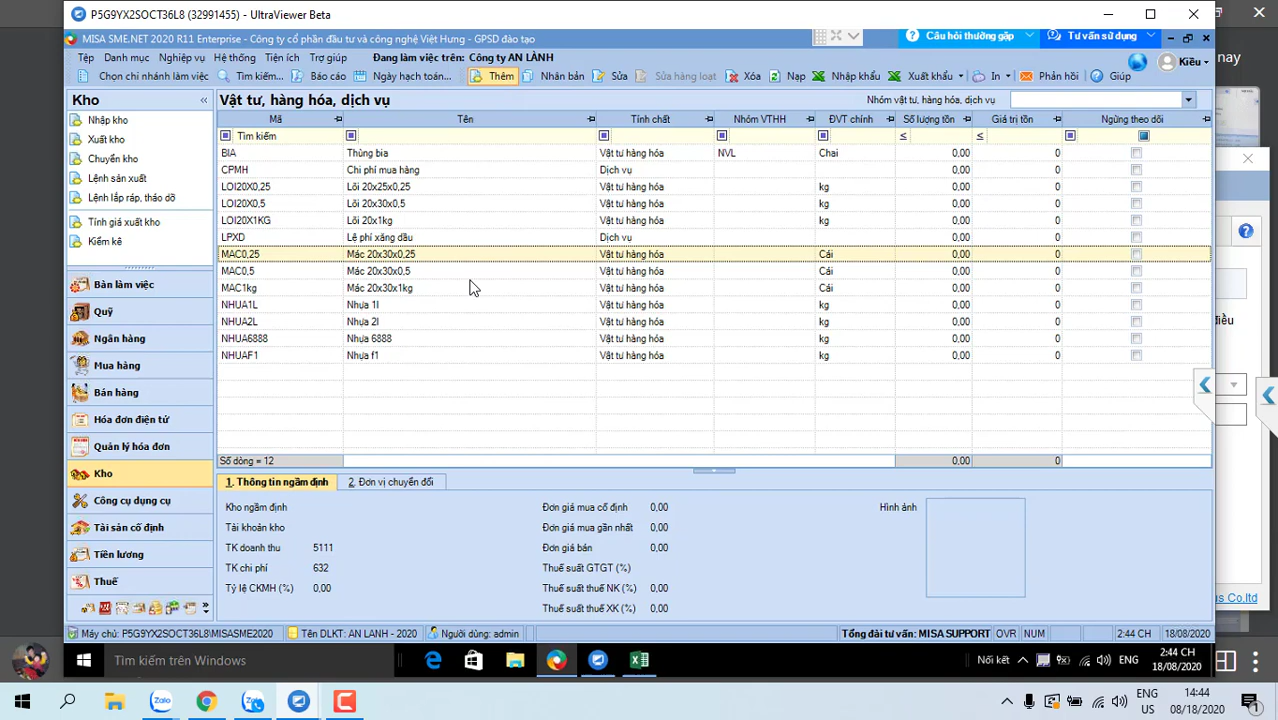 P5G9YX2SOCT36L8 (32991455) - UltraViewer Beta
MISA SME.NET 2020 R11 Enterprise - Công ty cổ phần đầu tư và công nghệ Việt Hưng - GPSD đào tạo
Câu hỏi thường gặp Tư vấn sử dụng
Tệp Danh mục Nghiệp vụ Hệ thống Tiện ích Trợ giúp Đang làm việc trên: Công ty AN LÀNH Kiều
nay
Chọn chi nhánh làm việc Tìm kiếm... Báo cáo Ngày hạch toán... Thêm Nhân bản Sửa Sửa hàng loạt Xóa Nạp Nhập khẩu Xuất khẩu In Phản hồi Giúp
Kho
Vật tư, hàng hóa, dịch vụ Nhóm vật tư, hàng hóa, dịch vụ
Nhập kho
Xuất kho
Chuyển kho
Lệnh sản xuất
Lệnh lắp ráp, tháo dỡ
Tính giá xuất kho
Kiểm kê
Bàn làm việc
Quỹ
Ngân hàng
Mua hàng
Bán hàng
Hóa đơn điện tử
Quản lý hóa đơn
Kho
Công cụ dụng cụ
Tài sản cố định
Tiền lương
Thuế
Mã Tên Tính chất Nhóm VTHH ĐVT chính Số lượng tồn Giá trị tồn Ngừng theo dõi
Tìm kiếm ≤ ≤
BIA Thùng bia Vật tư hàng hóa NVL Chai 0.00 0
CPMH Chi phí mua hàng Dịch vụ 0.00 0
LOI20X0,25 Lõi 20x25x0,25 Vật tư hàng hóa kg 0.00 0
LOI20X0,5 Lõi 20x30x0,5 Vật tư hàng hóa kg 0.00 0
LOI20X1KG Lõi 20x1kg Vật tư hàng hóa kg 0.00 0
LPXD Lệ phí xăng dầu Dịch vụ 0.00 0
MAC0,25 Mác 20x30x0,25 Vật tư hàng hóa Cái 0.00 0
MAC0,5 Mác 20x30x0,5 Vật tư hàng hóa Cái 0.00 0
MAC1kg Mác 20x30x1kg Vật tư hàng hóa Cái 0.00 0
NHUA1L Nhựa 1l Vật tư hàng hóa kg 0.00 0
NHUA2L Nhựa 2l Vật tư hàng hóa kg 0.00 0
NHUA6888 Nhựa 6888 Vật tư hàng hóa kg 0.00 0
NHUAF1 Nhựa f1 Vật tư hàng hóa kg 0.00 0
Số dòng = 12 0.00 0
1. Thông tin ngầm định 2. Đơn vị chuyển đổi
Kho ngầm định Đơn giá mua cố định 0.00 Hình ảnh
Tài khoản kho Đơn giá mua gần nhất 0.00
TK doanh thu 5111 Đơn giá bán 0.00
TK chi phí 632 Thuế suất GTGT (%)
Tỷ lệ CKMH (%) 0,00 Thuế suất thuế NK (%) 0.00
Thuế suất thuế XK (%) 0.00
điều
us Co,ltd
Máy chủ: P5G9YX2SOCT36L8\MISASME2020 Tên DLKT: AN LANH - 2020 Người dùng: admin Tổng đài tư vấn: MISA SUPPORT OVR NUM 2:44 CH 18/08/2020
Tìm kiếm trên Windows Nối kết ENG 2:44 CH 18/08/2020
ENG US 14:44 08/18/2020 1